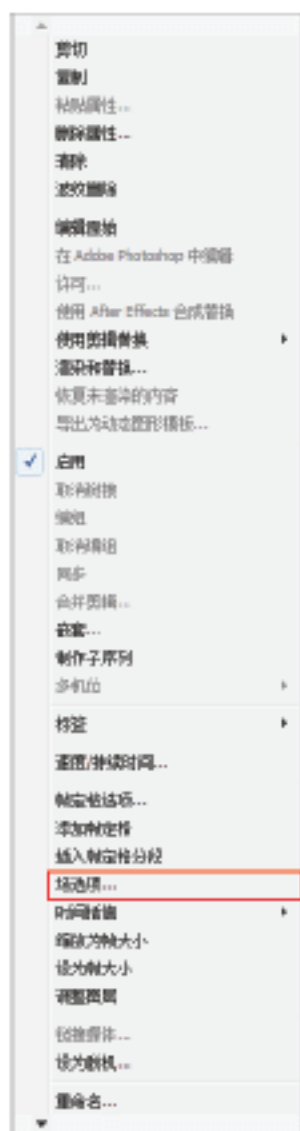 剪切
复制
粘贴属性...
删除属性...
清除
波纹删除
编辑原始
在 Adobe Photoshop 中编辑
许可...
使用 After Effects 合成替换
使用剪辑替换
渲染和替换...
恢复未渲染的内容
导出为动态图形模板...
启用
取消链接
编组
取消编组
同步
合并剪辑...
嵌套...
制作子序列
多机位
标签
速度/持续时间...
帧定格选项...
添加帧定格
插入帧定格分段
场选项...
时间插值
缩放为帧大小
设为帧大小
调整图层
链接媒体...
设为脱机...
重命名...